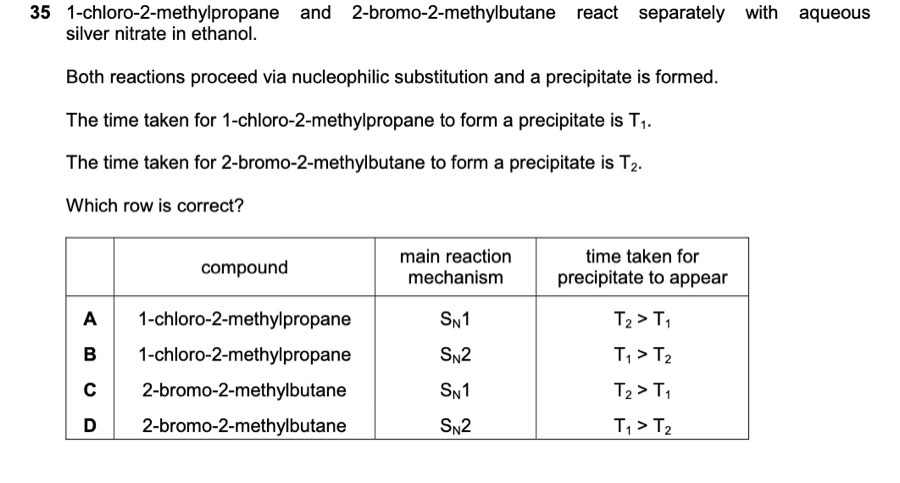 35 1-chloro-2-methylpropane and 2-bromo-2-methylbutane react separately with aqueous
silver nitrate in ethanol.
Both reactions proceed via nucleophilic substitution and a precipitate is formed.
The time taken for 1-chloro-2-methylpropane to form a precipitate is T₁.
The time taken for 2-bromo-2-methylbutane to form a precipitate is T₂.
Which row is correct?
compound main reaction mechanism time taken for precipitate to appear
A 1-chloro-2-methylpropane Sɴ1 T₂ > T₁
B 1-chloro-2-methylpropane Sɴ2 T₁ > T₂
C 2-bromo-2-methylbutane Sɴ1 T₂ > T₁
D 2-bromo-2-methylbutane Sɴ2 T₁ > T₂